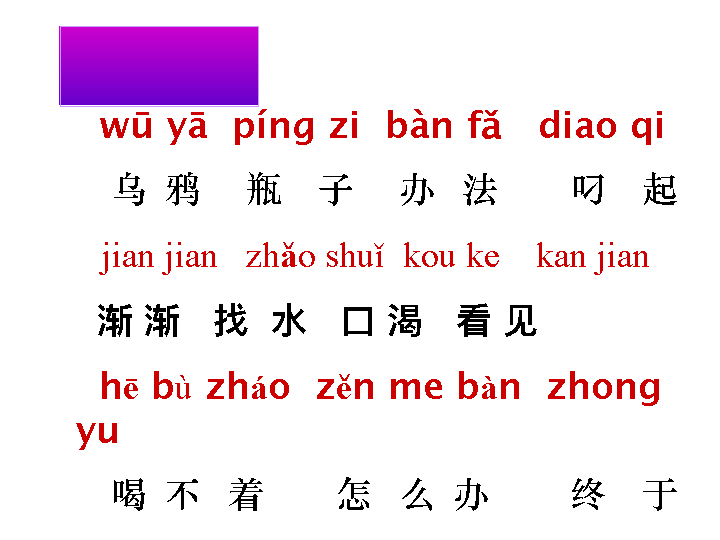 wū yā píng zi bàn fǎ diao qi
乌 鸦 瓶 子 办 法 叼 起
jian jian zhǎo shuǐ kou ke kan jian
渐 渐 找 水 口 渴 看 见
hē bù zháo zěn me bàn zhong
yu
喝 不 着 怎 么 办 终 于